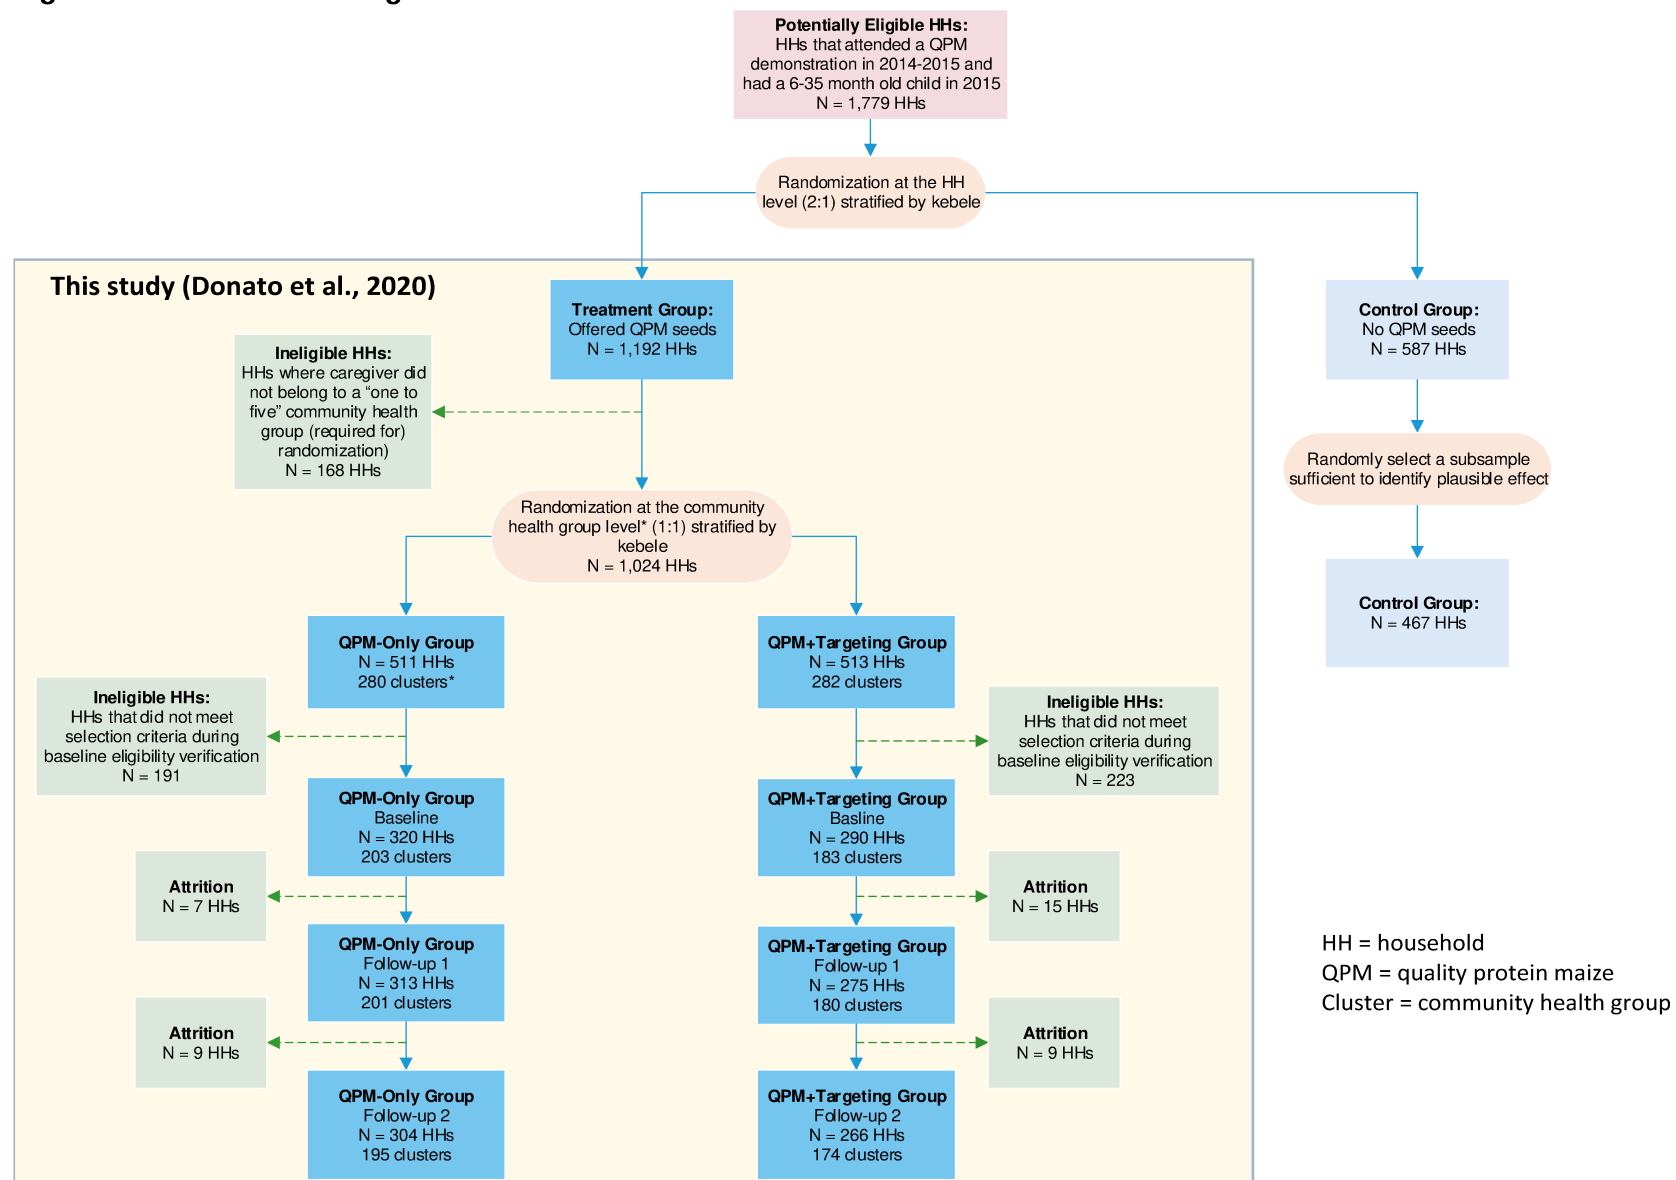 Potentially Eligible HHs:
HHs that attended a QPM
demonstration in 2014-2015 and
had a 6-35 month old child in 2015
N = 1,779 HHs
Randomization at the HH
level (2:1) stratified by kebele
This study (Donato et al., 2020)
Treatment Group:
Offered QPM seeds
N = 1,192 HHs
Control Group:
No QPM seeds
N = 587 HHs
Ineligible HHs:
HHs where caregiver did
not belong to a “one to
five” community health
group (required for)
randomization)
N = 168 HHs
Randomly select a subsample
sufficient to identify plausible effect
Randomization at the community
health group level* (1:1) stratified by
kebele
N = 1,024 HHs
Control Group:
N = 467 HHs
QPM-Only Group
N = 511 HHs
280 clusters*
QPM+Targeting Group
N = 513 HHs
282 clusters
Ineligible HHs:
HHs that did not meet
selection criteria during
baseline eligibility verification
N = 191
Ineligible HHs:
HHs that did not meet
selection criteria during
baseline eligibility verification
N = 223
QPM-Only Group
Baseline
N = 320 HHs
203 clusters
QPM+Targeting Group
Basline
N = 290 HHs
183 clusters
Attrition
N = 7 HHs
Attrition
N = 15 HHs
QPM-Only Group
Follow-up 1
N = 313 HHs
201 clusters
QPM+Targeting Group
Follow-up 1
N = 275 HHs
180 clusters
HH = household
QPM = quality protein maize
Cluster = community health group
Attrition
N = 9 HHs
Attrition
N = 9 HHs
QPM-Only Group
Follow-up 2
N = 304 HHs
195 clusters
QPM+Targeting Group
Follow-up 2
N = 266 HHs
174 clusters